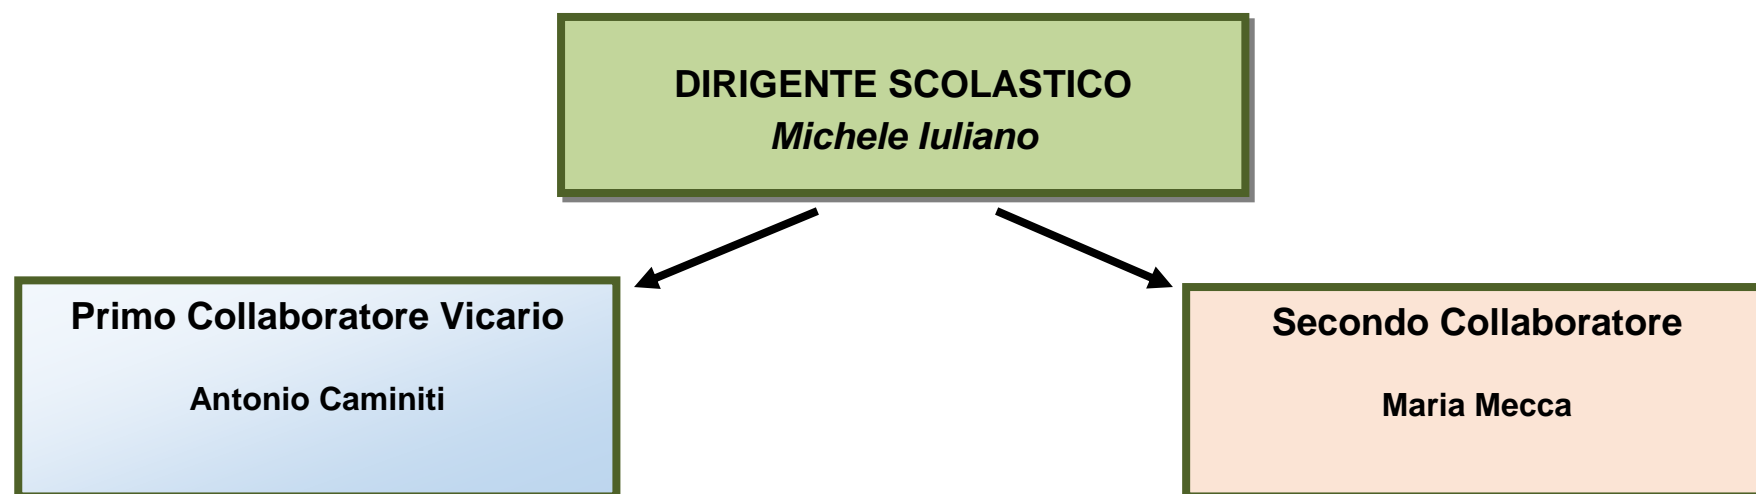 DIRIGENTE SCOLASTICO
Michele Iuliano
Primo Collaboratore Vicario
Antonio Caminiti
Secondo Collaboratore
Maria Mecca